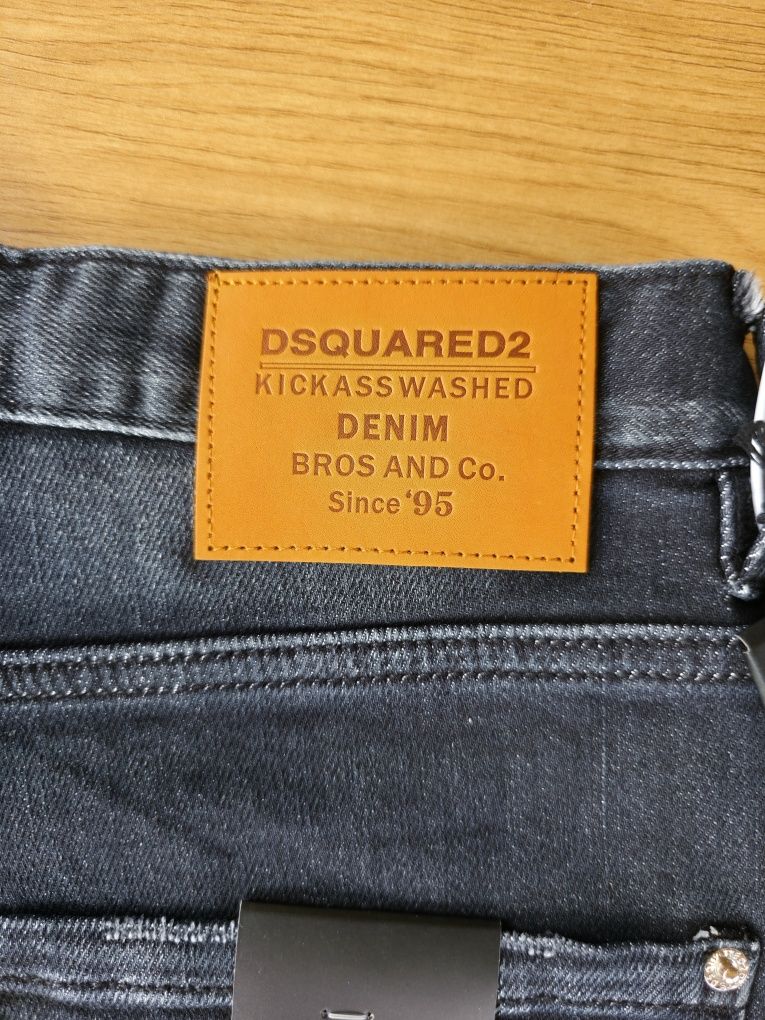 DSQUARED2
KICKASSWASHED
DENIM
BROS AND Co.
Since '95